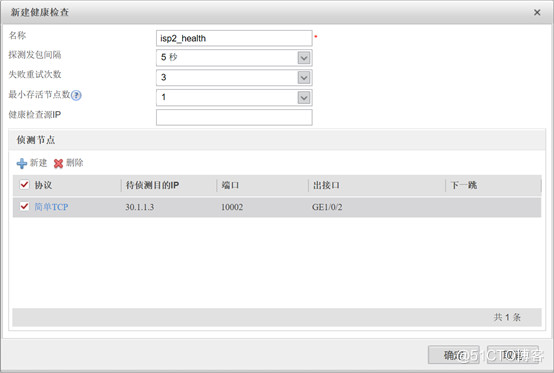 新建健康检查
名称 isp2_health *
探测发包间隔 5 秒
失败重试次数 3
最小存活节点数 ? 1
健康检查源IP
侦测节点
新建 删除
协议 待侦测目的IP 端口 出接口 下一跳
简单TCP 30.1.1.3 10002 GE1/0/2
共 1 条
确定 取消
@51CTO博客